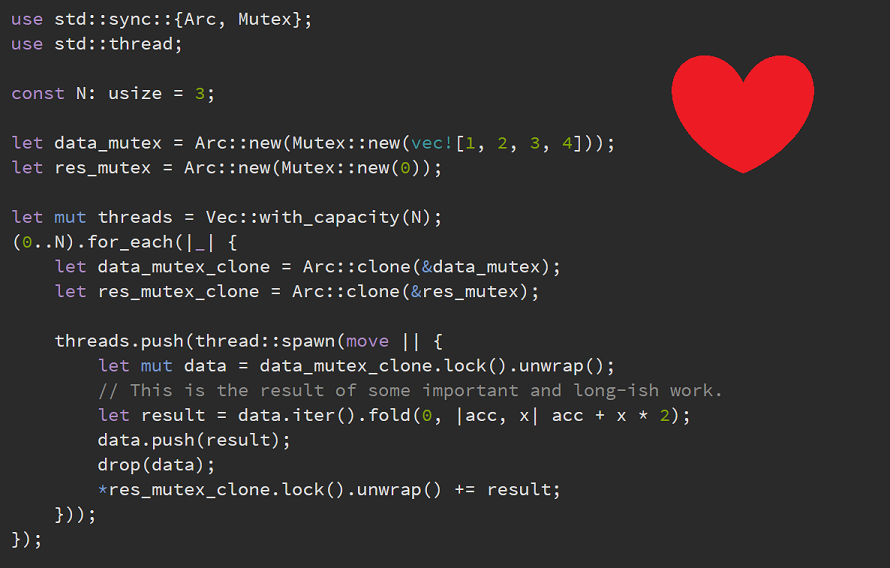 use std::sync::{Arc, Mutex};
use std::thread;

const N: usize = 3;

let data_mutex = Arc::new(Mutex::new(vec![1, 2, 3, 4]));
let res_mutex = Arc::new(Mutex::new(0));

let mut threads = Vec::with_capacity(N);
(0..N).for_each(|_| {
    let data_mutex_clone = Arc::clone(&data_mutex);
    let res_mutex_clone = Arc::clone(&res_mutex);

    threads.push(thread::spawn(move || {
        let mut data = data_mutex_clone.lock().unwrap();
        // This is the result of some important and long-ish work.
        let result = data.iter().fold(0, |acc, x| acc + x * 2);
        data.push(result);
        drop(data);
        *res_mutex_clone.lock().unwrap() += result;
    }));
});